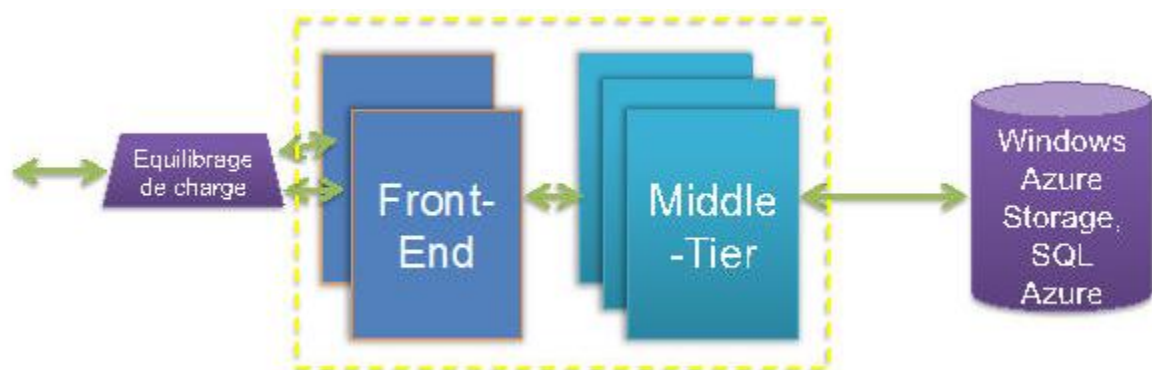 Equilibrage
de charge
Front-
End
Middle
-Tier
Windows
Azure
Storage,
SQL
Azure